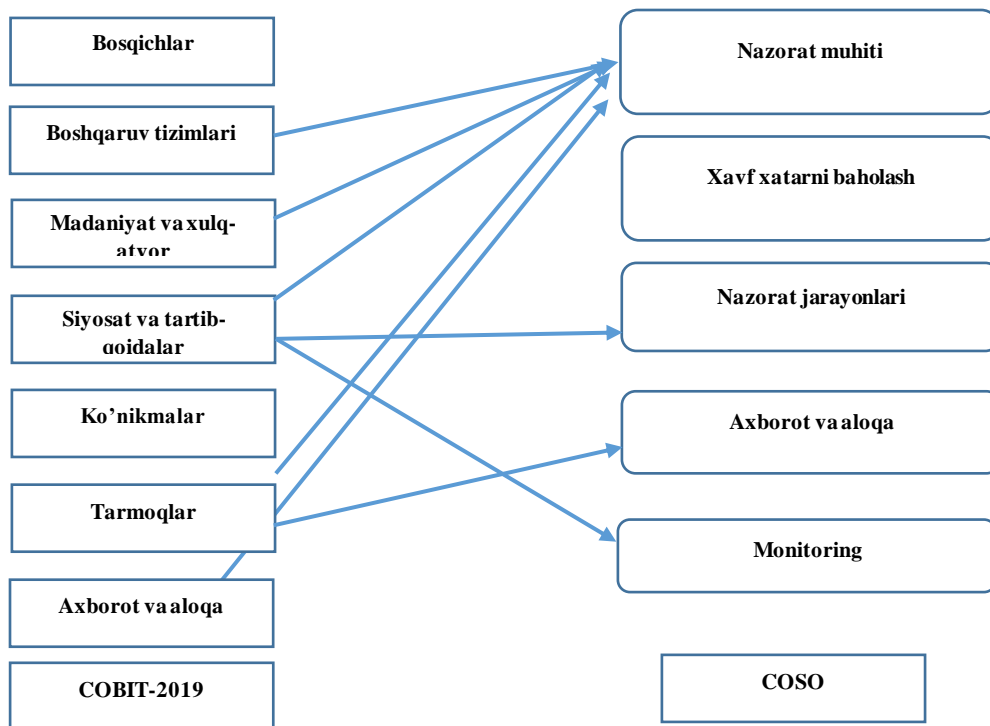 Bosqichlar
Boshqaruv tizimlari
Madaniyat va xulq-
atvor
Siyosat va tartib-
qoidalar
Ko’nikmalar
Tarmoqlar
Axborot va aloqa
COBIT-2019
Nazorat muhiti
Xavf xatarni baholash
Nazorat jarayonlari
Axborot va aloqa
Monitoring
COSO